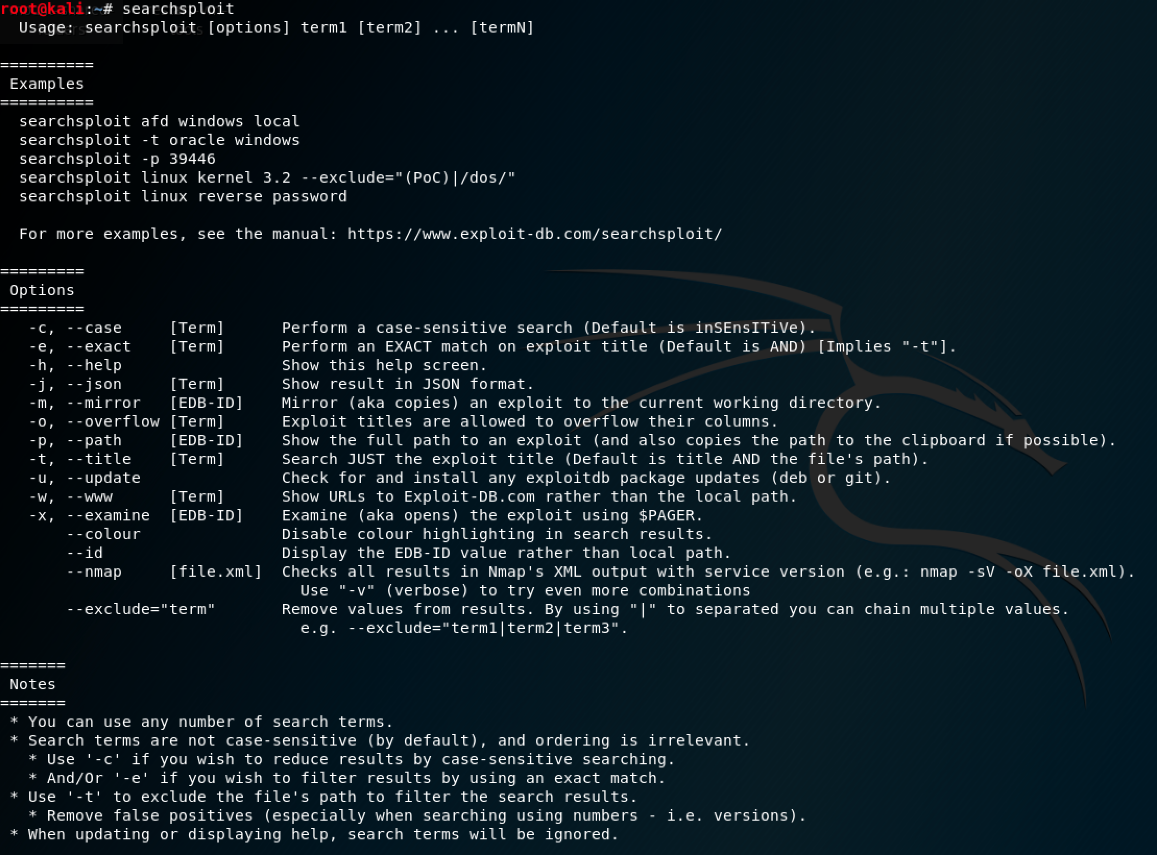 root@kali:~# searchsploit
  Usage: searchsploit [options] term1 [term2] ... [termN]

==========
 Examples
==========
  searchsploit afd windows local
  searchsploit -t oracle windows
  searchsploit -p 39446
  searchsploit linux kernel 3.2 --exclude="(PoC)|/dos/"
  searchsploit linux reverse password

  For more examples, see the manual: https://www.exploit-db.com/searchsploit/

=========
 Options
=========
   -c, --case     [Term]      Perform a case-sensitive search (Default is inSEnsITiVe).
   -e, --exact    [Term]      Perform an EXACT match on exploit title (Default is AND) [Implies "-t"].
   -h, --help                 Show this help screen.
   -j, --json     [Term]      Show result in JSON format.
   -m, --mirror   [EDB-ID]    Mirror (aka copies) an exploit to the current working directory.
   -o, --overflow [Term]      Exploit titles are allowed to overflow their columns.
   -p, --path     [EDB-ID]    Show the full path to an exploit (and also copies the path to the clipboard if possible).
   -t, --title    [Term]      Search JUST the exploit title (Default is title AND the file's path).
   -u, --update               Check for and install any exploitdb package updates (deb or git).
   -w, --www      [Term]      Show URLs to Exploit-DB.com rather than the local path.
   -x, --examine  [EDB-ID]    Examine (aka opens) the exploit using $PAGER.
       --colour               Disable colour highlighting in search results.
       --id                   Display the EDB-ID value rather than local path.
       --nmap     [file.xml]  Checks all results in Nmap's XML output with service version (e.g.: nmap -sV -oX file.xml).
                                Use "-v" (verbose) to try even more combinations
       --exclude="term"       Remove values from results. By using "|" to separated you can chain multiple values.
                                e.g. --exclude="term1|term2|term3".

=======
 Notes
=======
 * You can use any number of search terms.
 * Search terms are not case-sensitive (by default), and ordering is irrelevant.
   * Use '-c' if you wish to reduce results by case-sensitive searching.
   * And/Or '-e' if you wish to filter results by using an exact match.
 * Use '-t' to exclude the file's path to filter the search results.
   * Remove false positives (especially when searching using numbers - i.e. versions).
 * When updating or displaying help, search terms will be ignored.